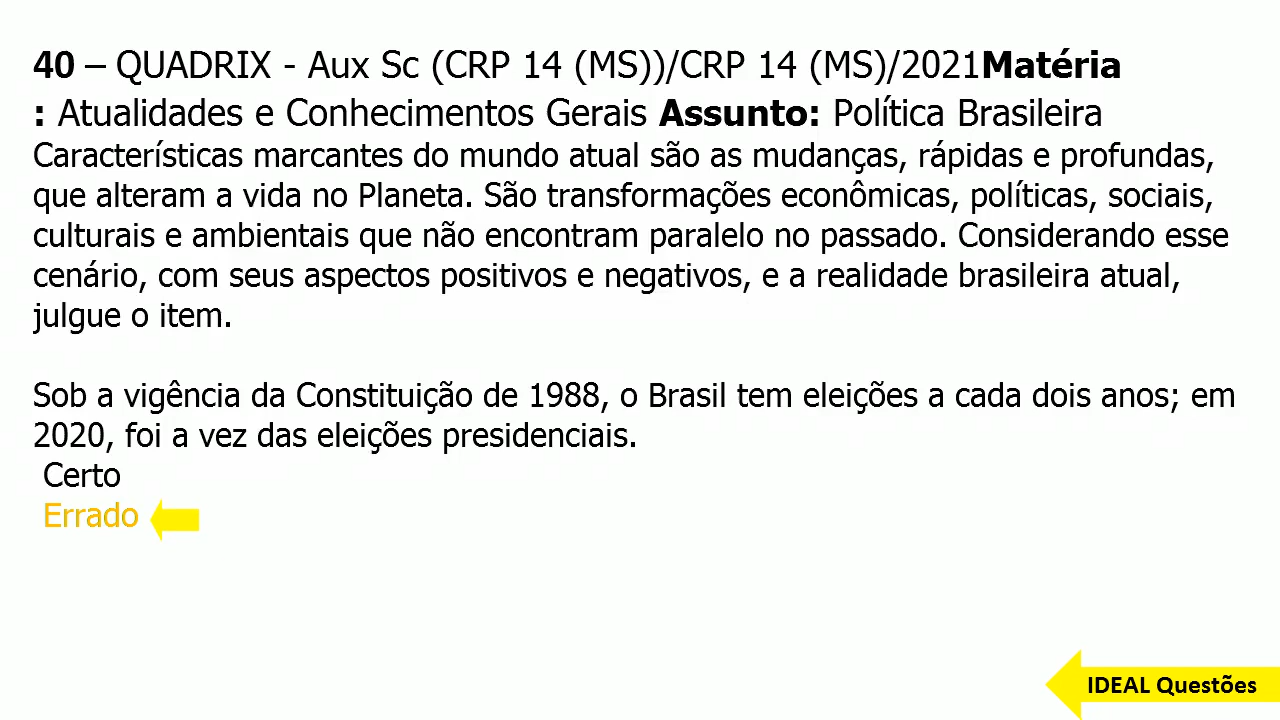 40 – QUADRIX - Aux Sc (CRP 14 (MS))/CRP 14 (MS)/2021Matéria
: Atualidades e Conhecimentos Gerais Assunto: Política Brasileira
Características marcantes do mundo atual são as mudanças, rápidas e profundas,
que alteram a vida no Planeta. São transformações econômicas, políticas, sociais,
culturais e ambientais que não encontram paralelo no passado. Considerando esse
cenário, com seus aspectos positivos e negativos, e a realidade brasileira atual,
julgue o item.
Sob a vigência da Constituição de 1988, o Brasil tem eleições a cada dois anos; em
2020, foi a vez das eleições presidenciais.
Certo
Errado
IDEAL Questões